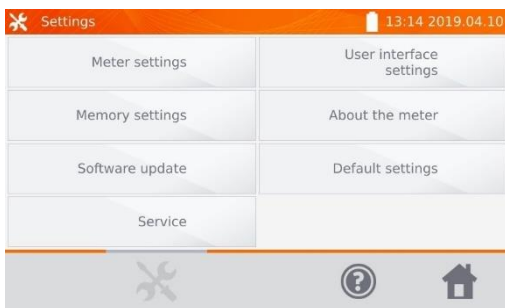 Settings
13:14 2019.04.10
Meter settings
User interface
settings
Memory settings
About the meter
Software update
Default settings
Service
?